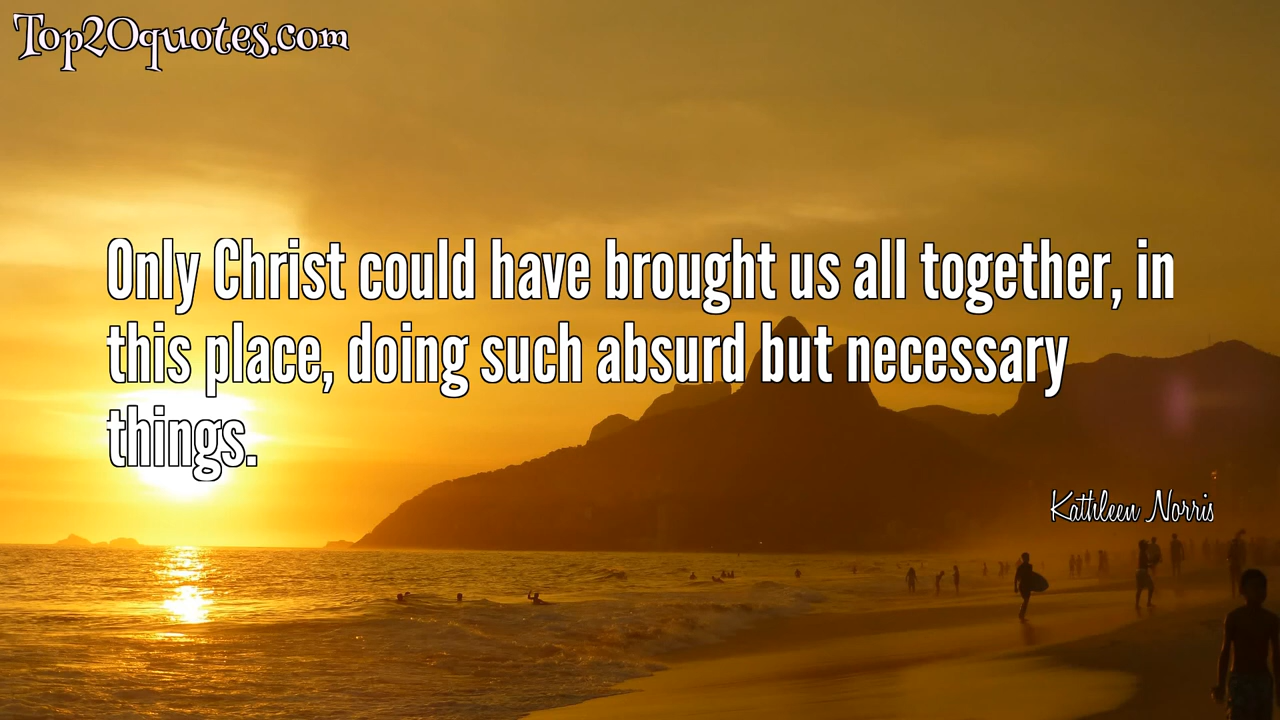 Top20quotes.com
Only Christ could have brought us all together, in
this place, doing such absurd but necessary
things.
Kathleen Norris